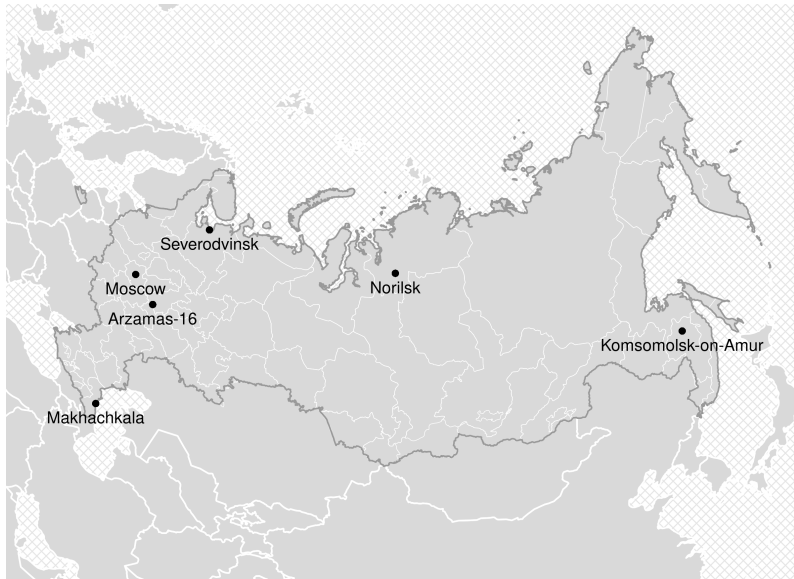 Severodvinsk
Moscow
Norilsk
Arzamas-16
Komsomolsk-on-Amur
Makhachkala